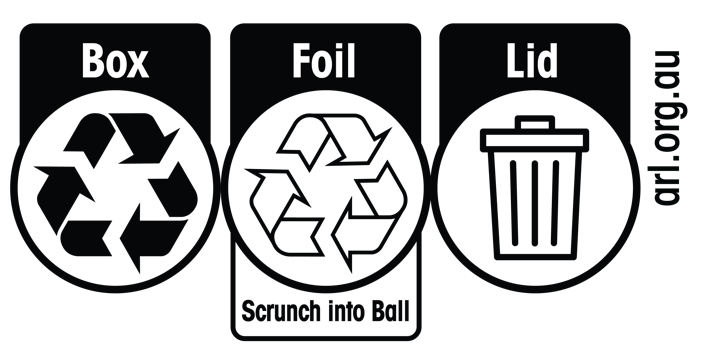 Box
Foil
Lid
Scrunch into Ball
arl.org.au